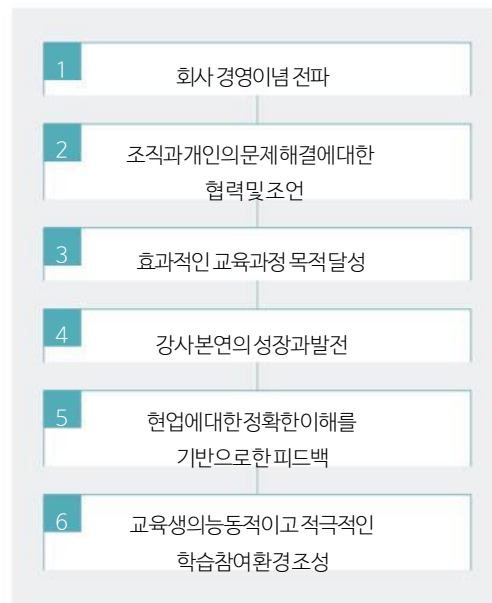 1
회사 경영이념 전파
2
조직과 개인의 문제해결에 대한
협력 및 조언
3
효과적인 교육과정 목적 달성
4
강사 본연의 성장과 발전
5
현업에 대한 정확한 이해를
기반으로 한 피드백
6
교육생의 능동적이고 적극적인
학습 참여 환경 조성